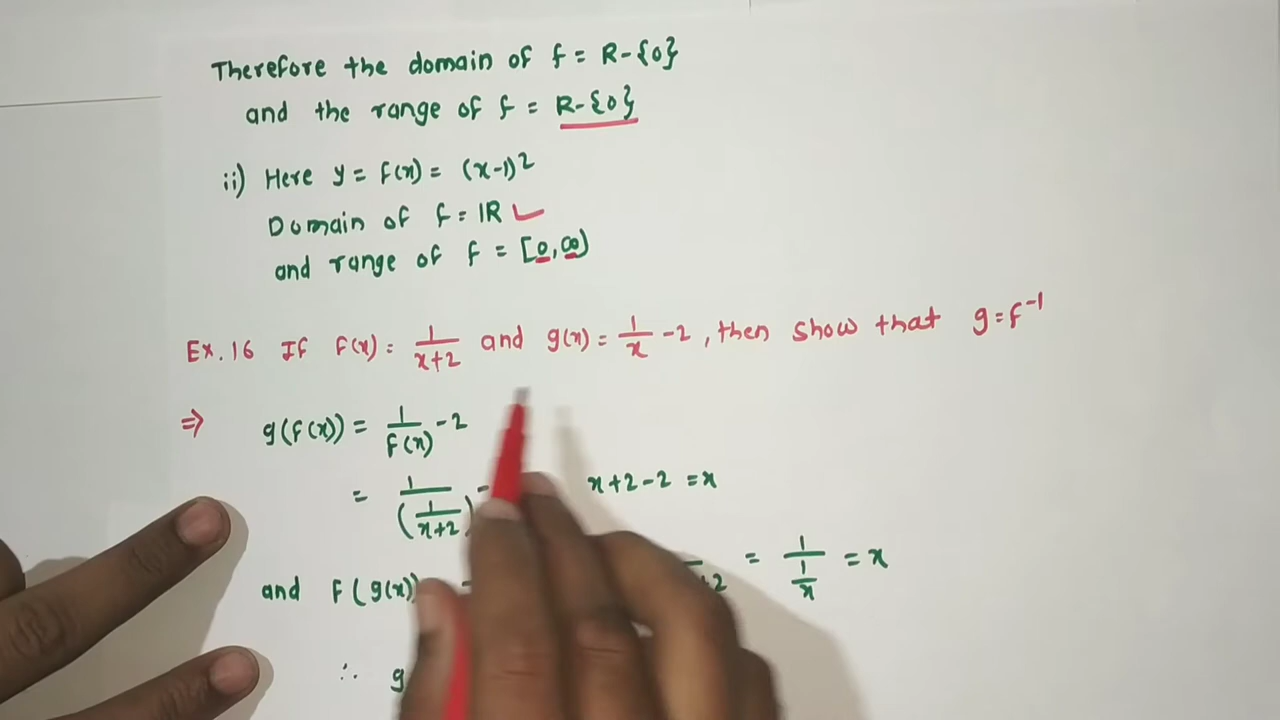 Therefore the domain of f = R-{0}
and the range of f = R-{0}
ii) Here y = f(x) = (x-1)²
Domain of f = IR ✓
and range of f = [0,∞)
Ex. 16 If f(x) = 1/(x+2) and g(x) = 1/x - 2, then show that g = f⁻¹
⇒ g(f(x)) = 1/f(x) - 2
= 1/(1/(x+2)) - x+2-2 = x
and f(g(x)) +2 = 1/(1/x) = x
∴ g